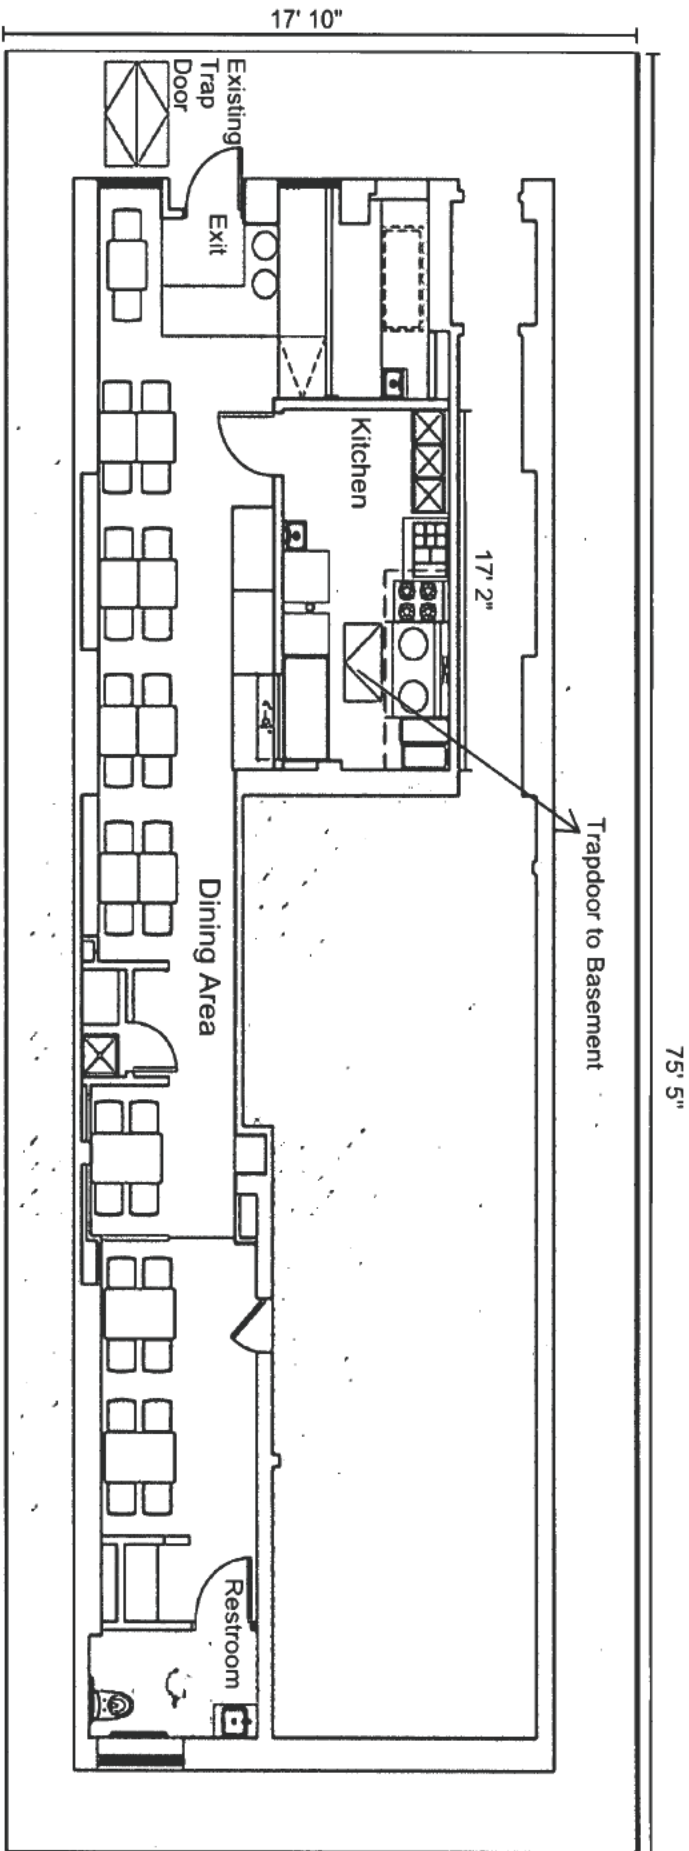 17' 10"
Existing
Trap
Door
Exit
Kitchen
17' 2"
Trapdoor to Basement
75' 5"
Dining Area
Restroom